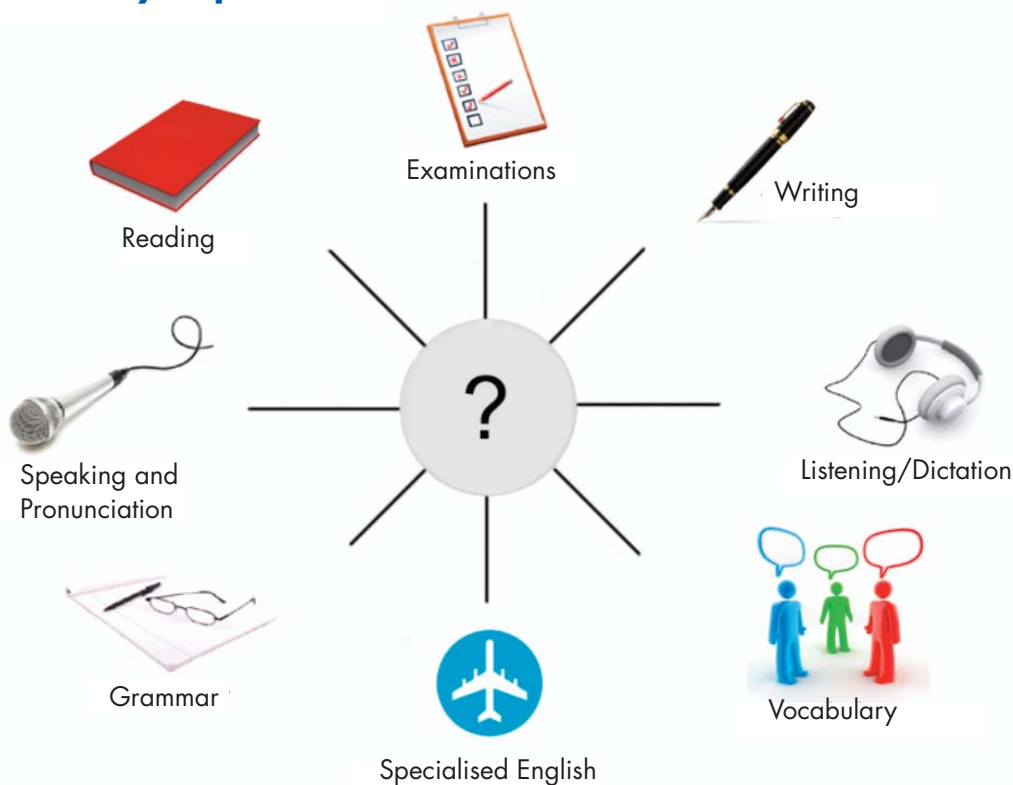 Examinations
Writing
Reading
?
Listening/Dictation
Speaking and
Pronunciation
Grammar
Vocabulary
Specialised English